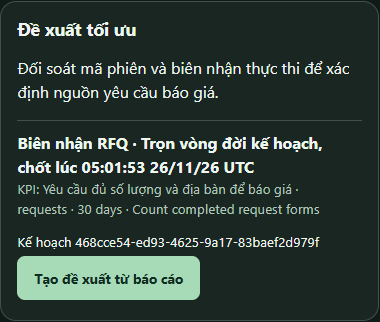 Đề xuất tối ưu
Đối soát mã phiên và biên nhận thực thi để xác
định nguồn yêu cầu báo giá.
Biên nhận RFQ · Trọn vòng đời kế hoạch,
chốt lúc 05:01:53 26/11/26 UTC
KPI: Yêu cầu đủ số lượng và địa bàn để báo giá ·
requests · 30 days · Count completed request forms
Kế hoạch 468cce54-ed93-4625-9a17-83baef2d979f
Tạo đề xuất từ báo cáo